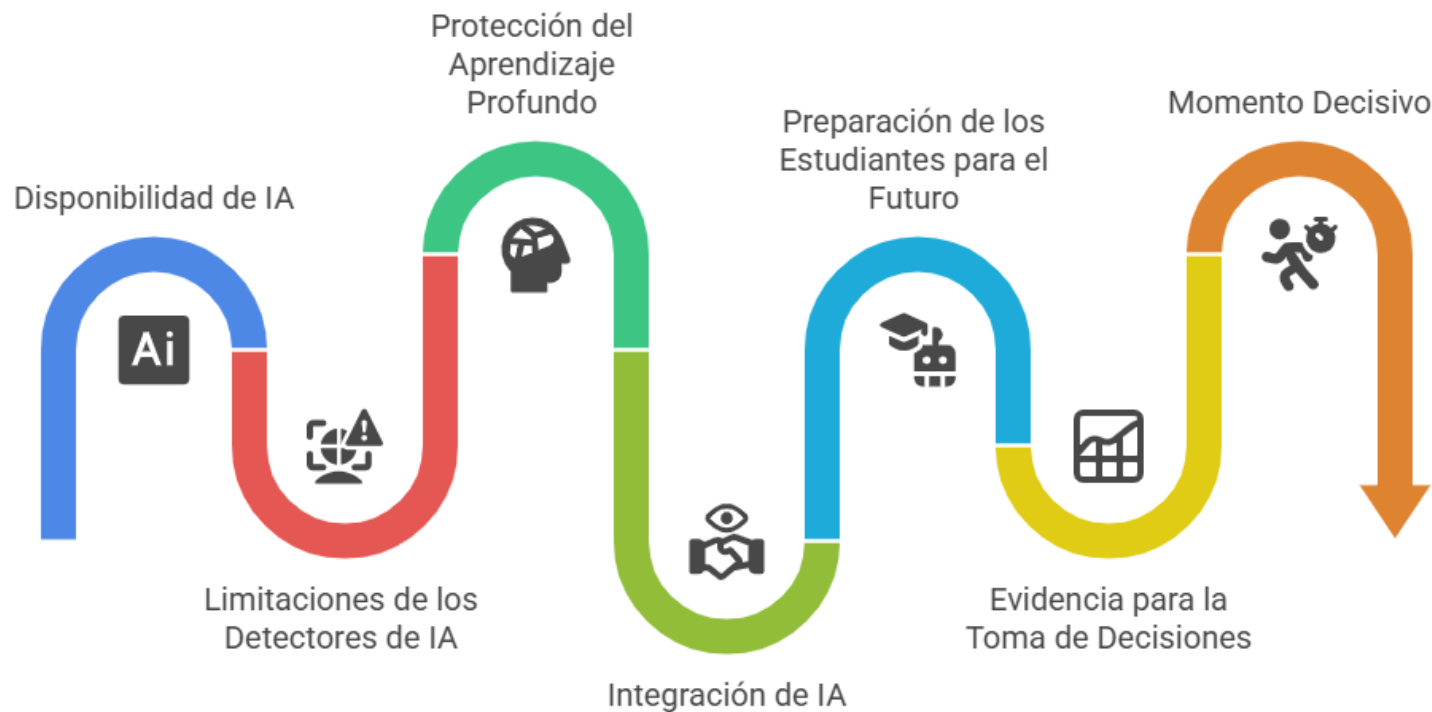 Disponibilidad de IA
Ai
Limitaciones de los
Detectores de IA
Protección del
Aprendizaje
Profundo
Integración de IA
Preparación de los
Estudiantes para el
Futuro
Evidencia para la
Toma de Decisiones
Momento Decisivo